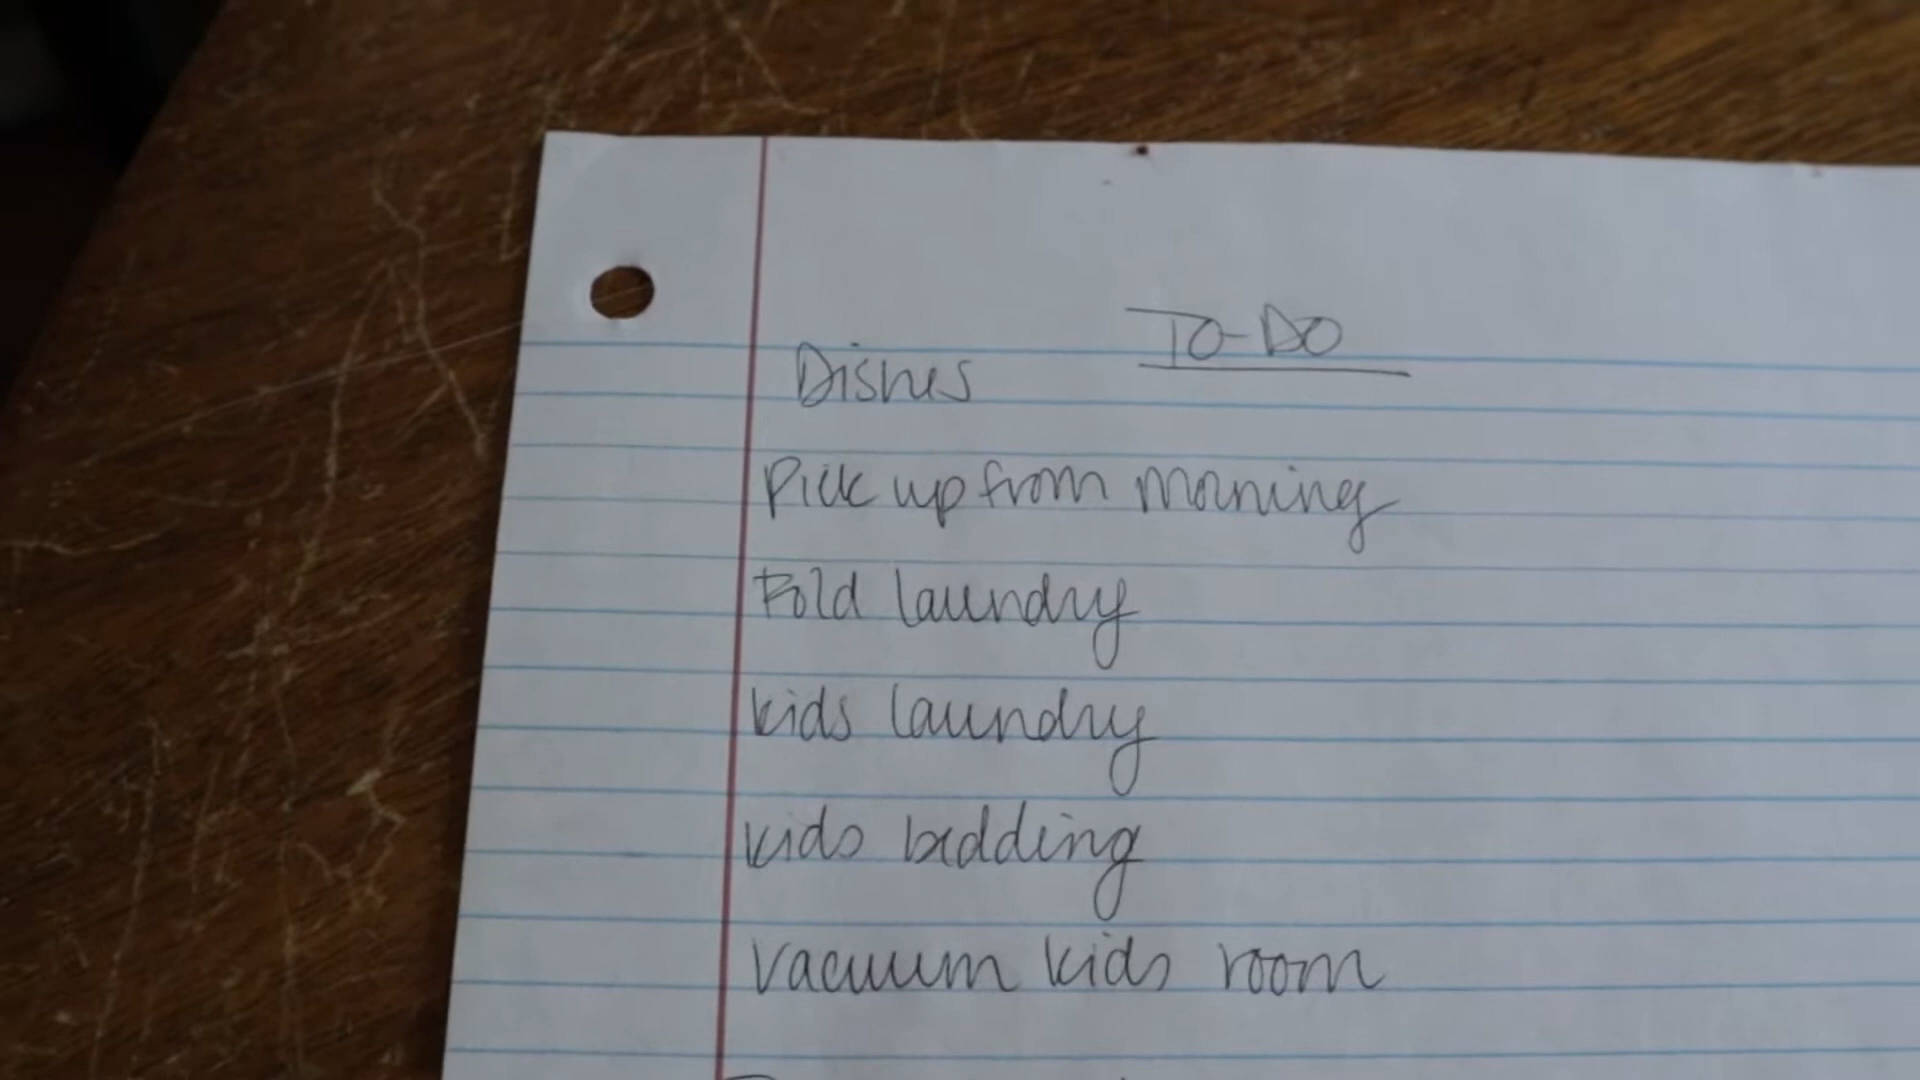 TO-DO
Dishes
Pick up from morning
Fold laundry
kids laundry
kids bedding
vacuum kids room